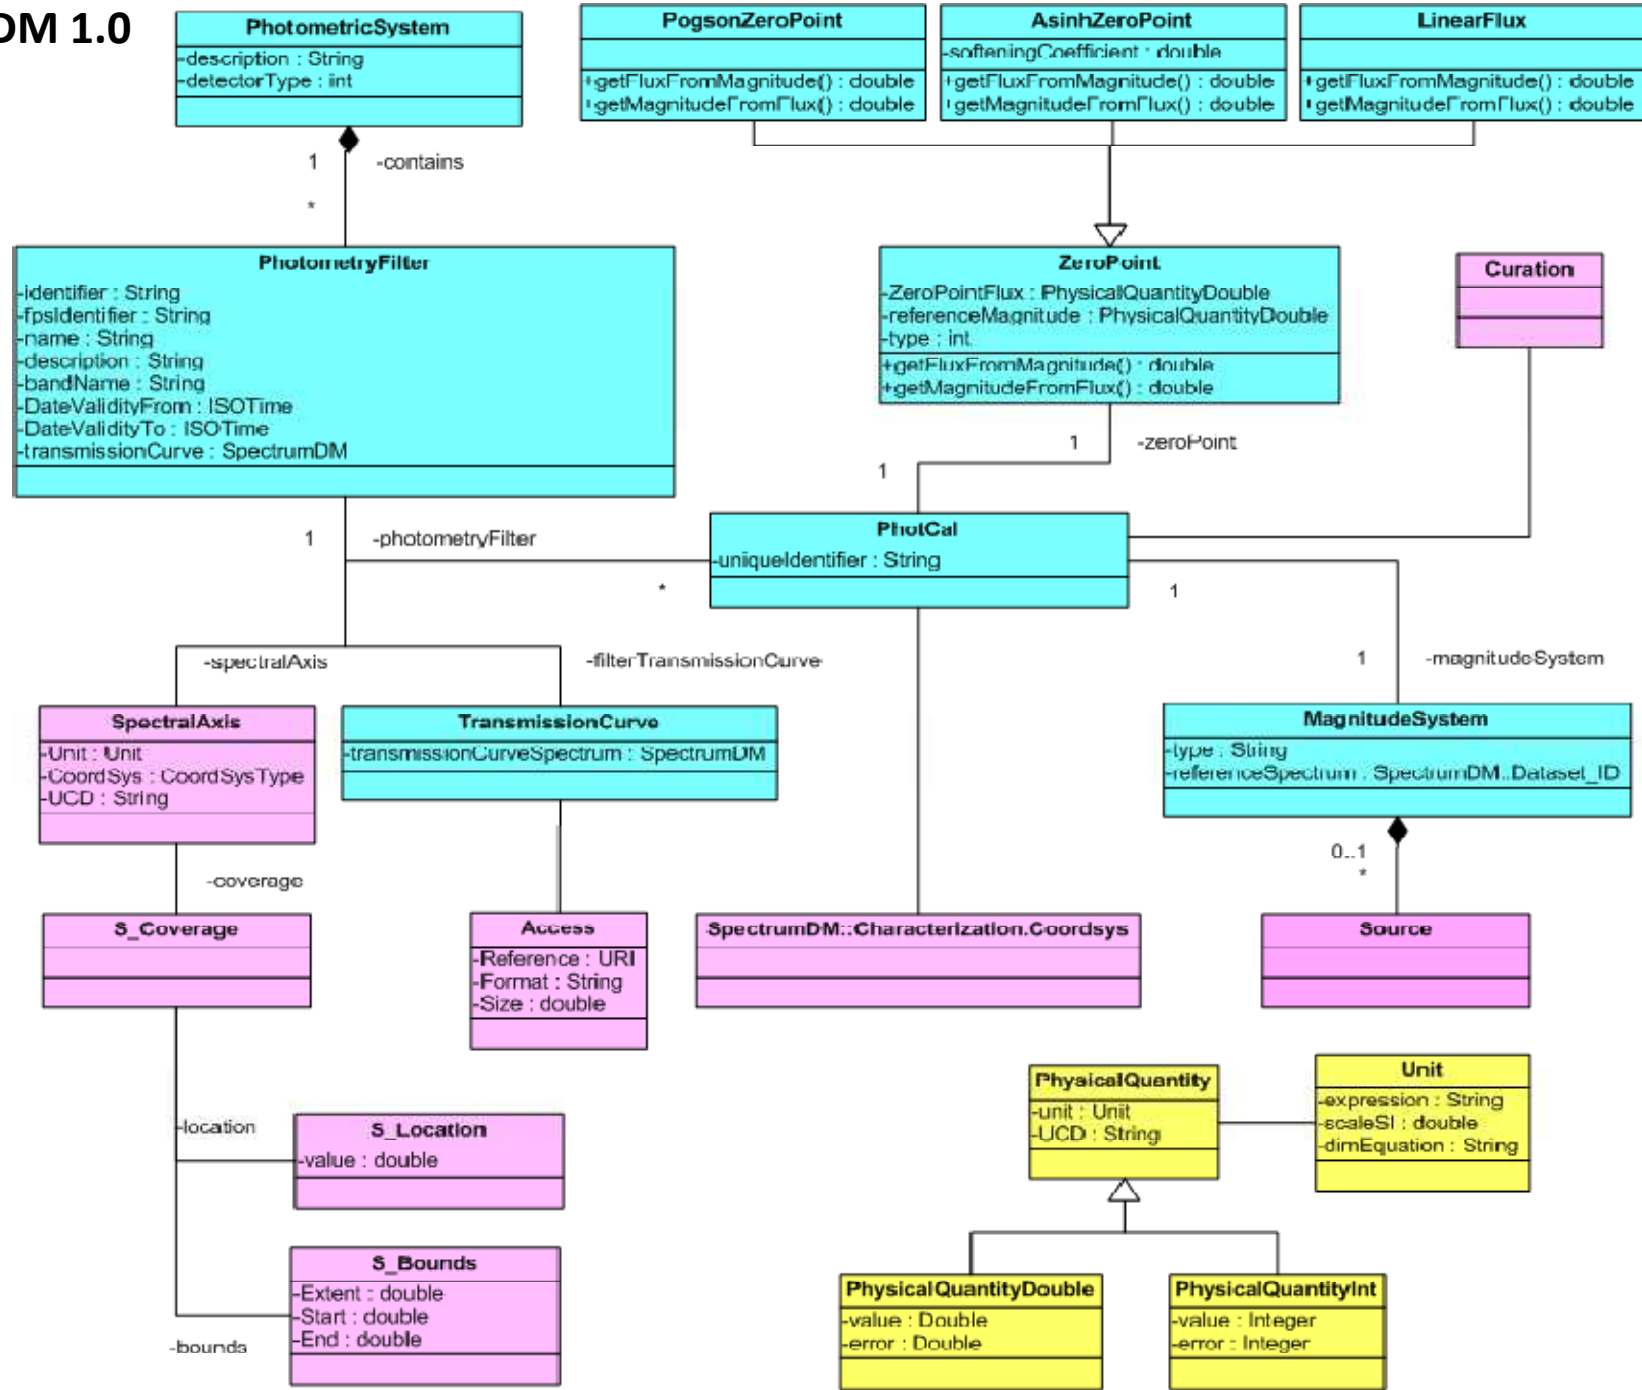 DM 1.0
PhotometricSystem
-description : String
-detectorType : int
PogsonZeroPoint
+getFluxFromMagnitude() : double
+getMagnitudeFromFlux() : double
AsinhZeroPoint
-softeningCoefficient : double
+getFluxFromMagnitude() : double
+getMagnitudeFromFlux() : double
LinearFlux
+getFluxFromMagnitude() : double
+getMagnitudeFromFlux() : double
1
-contains
*
PhotometryFilter
-identifier : String
-fpsIdentifier : String
-name : String
-description : String
-bandName : String
-DateValidityFrom : ISOTime
-DateValidityTo : ISOTime
-transmissionCurve : SpectrumDM
ZeroPoint
-ZeroPointFlux : PhysicalQuantityDouble
-referenceMagnitude : PhysicalQuantityDouble
-type : int
+getFluxFromMagnitude() : double
+getMagnitudeFromFlux() : double
Curation
1
-zeroPoint
1
1
-photometryFilter
*
PhotCal
-uniqueIdentifier : String
1
1
-magnitudeSystem
-spectralAxis
-filterTransmissionCurve
SpectralAxis
-Unit : Unit
-CoordSys : CoordSysType
-UCD : String
TransmissionCurve
-transmissionCurveSpectrum : SpectrumDM
MagnitudeSystem
-type : String
-referenceSpectrum : SpectrumDM..Dataset_ID
0..1
*
-coverage
S_Coverage
Access
-Reference : URI
-Format : String
-Size : double
SpectrumDM::Characterization.Coordsys
Source
-location
S_Location
-value : double
-bounds
S_Bounds
-Extent : double
-Start : double
-End : double
PhysicalQuantity
-unit : Unit
-UCD : String
Unit
-expression : String
-scaleSI : double
-dimEquation : String
PhysicalQuantityDouble
-value : Double
-error : Double
PhysicalQuantityInt
-value : Integer
-error : Integer